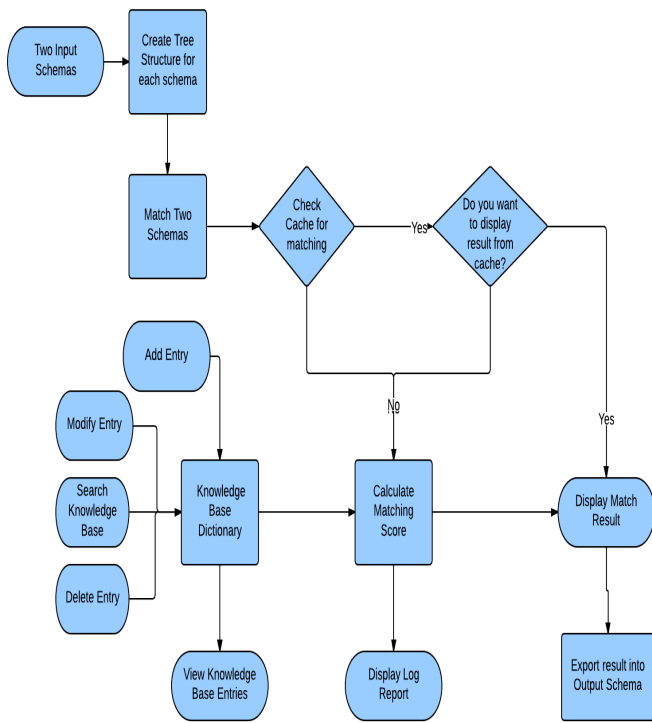 Two Input
Schemas
Create Tree
Structure for
each schema
Match Two
Schemas
Check
Cache for
matching
Yes
Do you want
to display
result from
cache?
Add Entry
Modify Entry
Search
Knowledge
Base
Delete Entry
Knowledge
Base
Dictionary
No
Calculate
Matching
Score
Yes
Display Match
Result
View Knowledge
Base Entries
Display Log
Report
Export result into
Output Schema